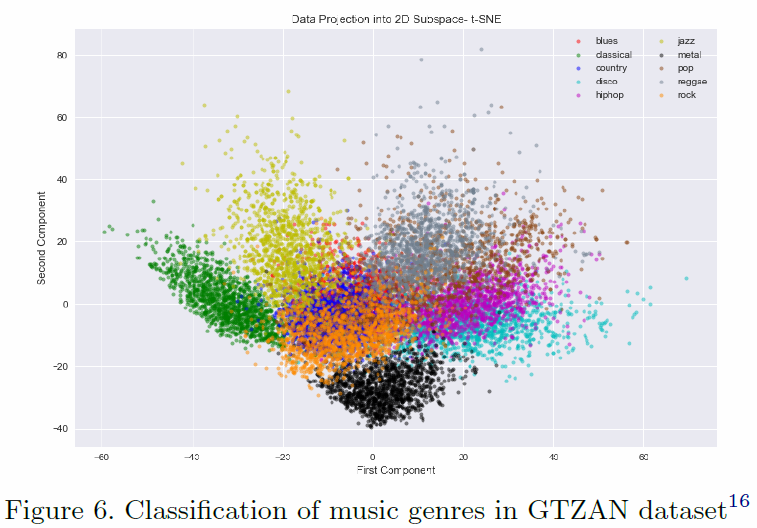 Data Projection into 2D Subspace- t-SNE
blues jazz
classical metal
country pop
disco reggae
hiphop rock
80
60
40
20
0
−20
−40
Second Component
−60 −40 −20 0 20 40 60
First Component
Figure 6. Classification of music genres in GTZAN dataset16